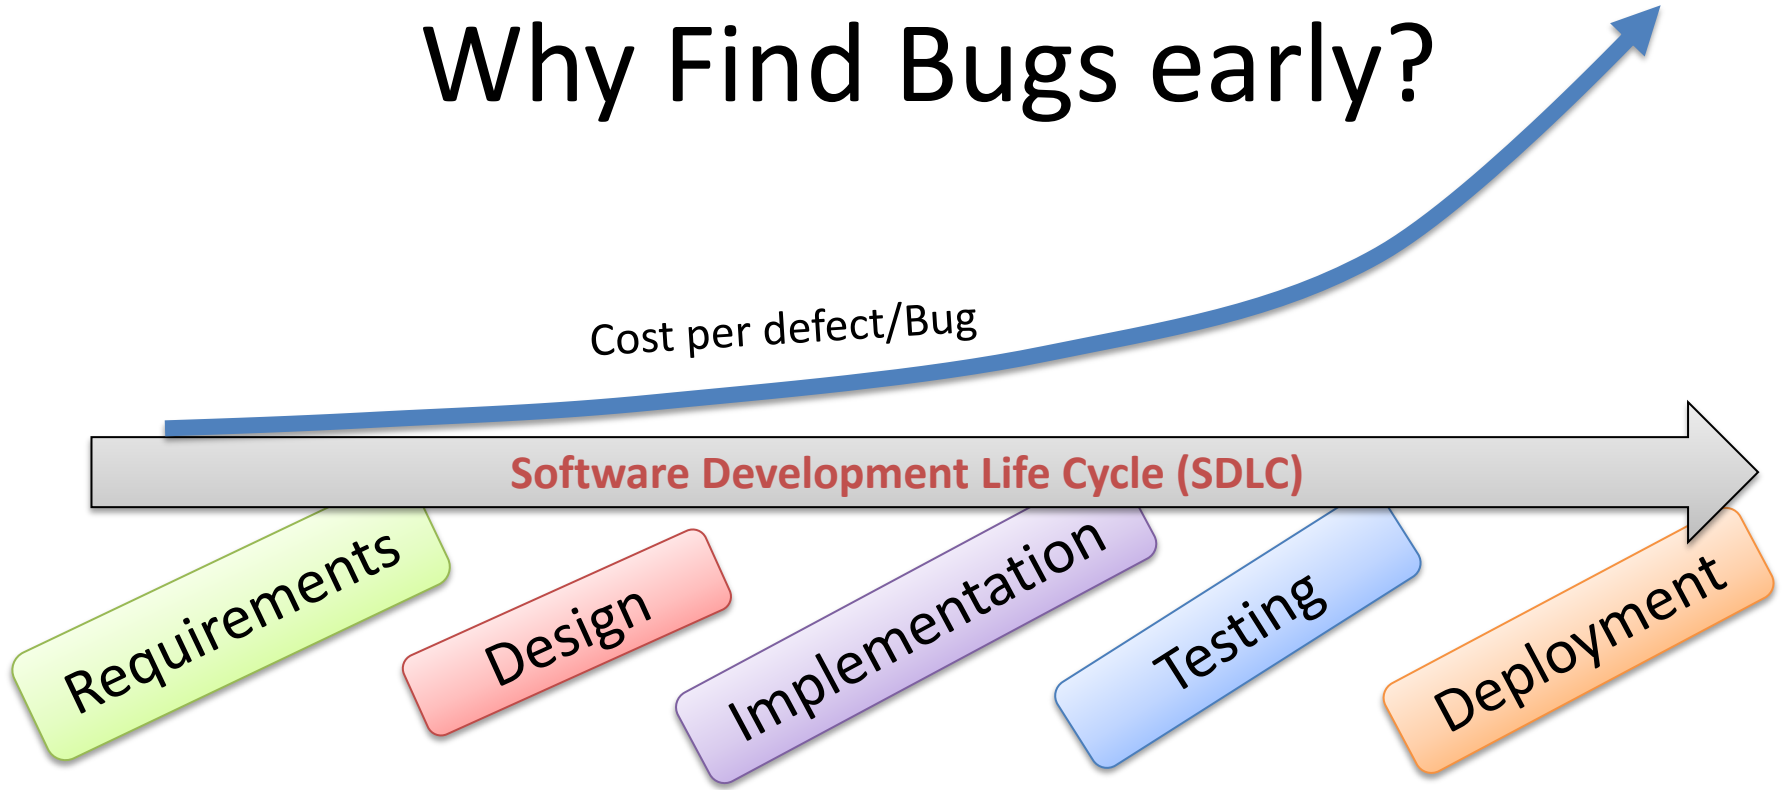 Why Find Bugs early?
Cost per defect/Bug
Software Development Life Cycle (SDLC)
Requirements
Design
Implementation
Testing
Deployment